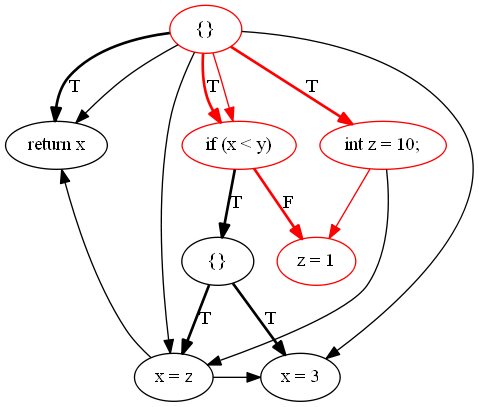 {}
T
T
T
return x
if (x < y)
int z = 10;
T
F
{}
z = 1
T
T
x = z
x = 3